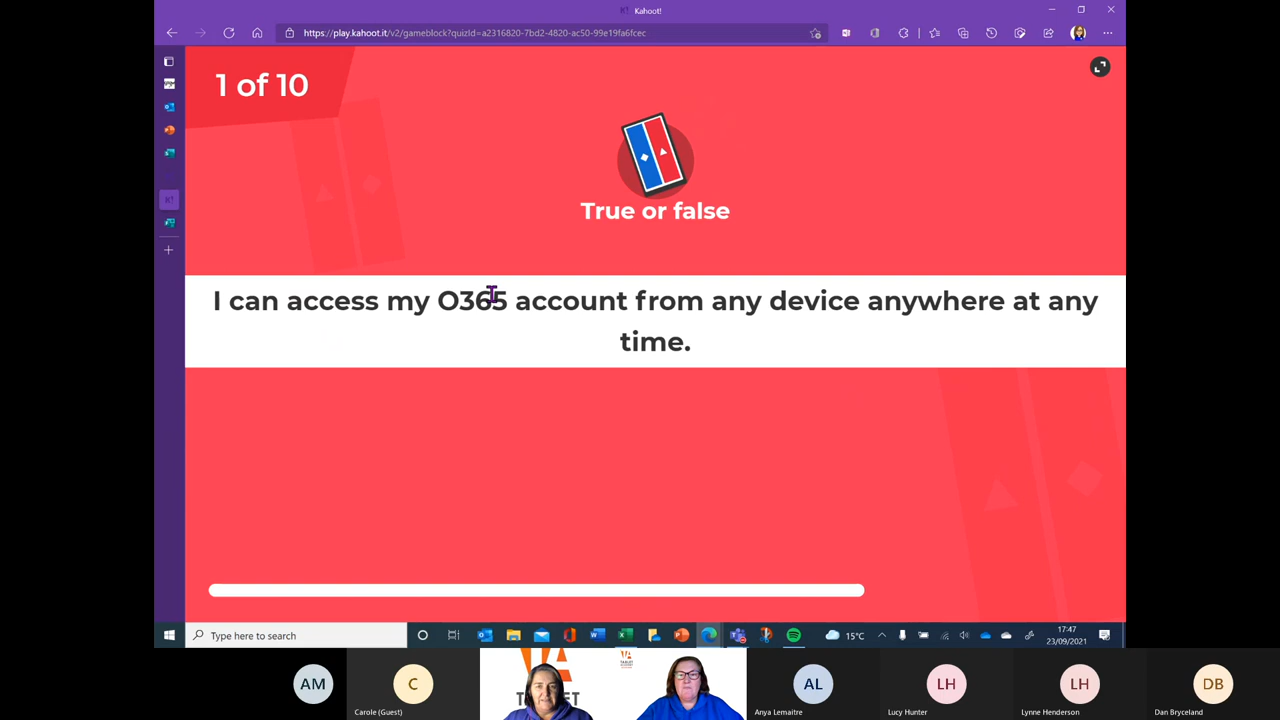 Kahoot!
https://play.kahoot.it/v2/gameblock?quizId=a2316820-7bd2-4820-ac50-99e19fa6fcec
1 of 10
True or false
I can access my O365 account from any device anywhere at any
time.
Type here to search
15°C
17:47
23/09/2021
AM
C
Carole (Guest)
TABLET
AL
Anya Lemaitre
LH
Lucy Hunter
LH
Lynne Henderson
DB
Dan Bryceland